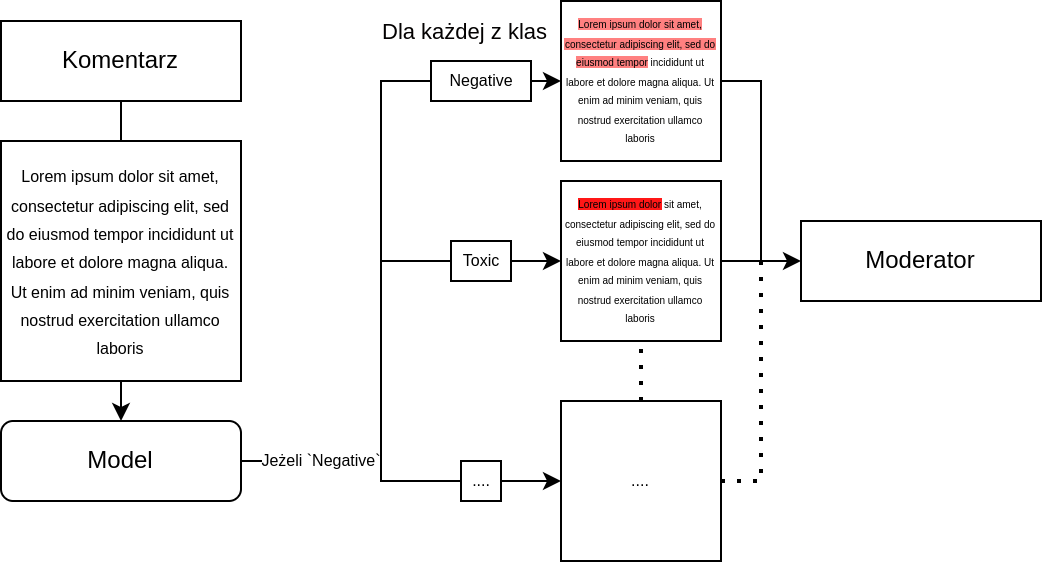 Komentarz
Lorem ipsum dolor sit amet,
consectetur adipiscing elit, sed
do eiusmod tempor incididunt ut
labore et dolore magna aliqua.
Ut enim ad minim veniam, quis
nostrud exercitation ullamco
laboris
Model
Jeżeli `Negative`
Dla każdej z klas
Negative
Lorem ipsum dolor sit amet,
consectetur adipiscing elit, sed do
eiusmod tempor incididunt ut
labore et dolore magna aliqua. Ut
enim ad minim veniam, quis
nostrud exercitation ullamco
laboris
Toxic
Lorem ipsum dolor sit amet,
consectetur adipiscing elit, sed do
eiusmod tempor incididunt ut
labore et dolore magna aliqua. Ut
enim ad minim veniam, quis
nostrud exercitation ullamco
laboris
....
....
Moderator